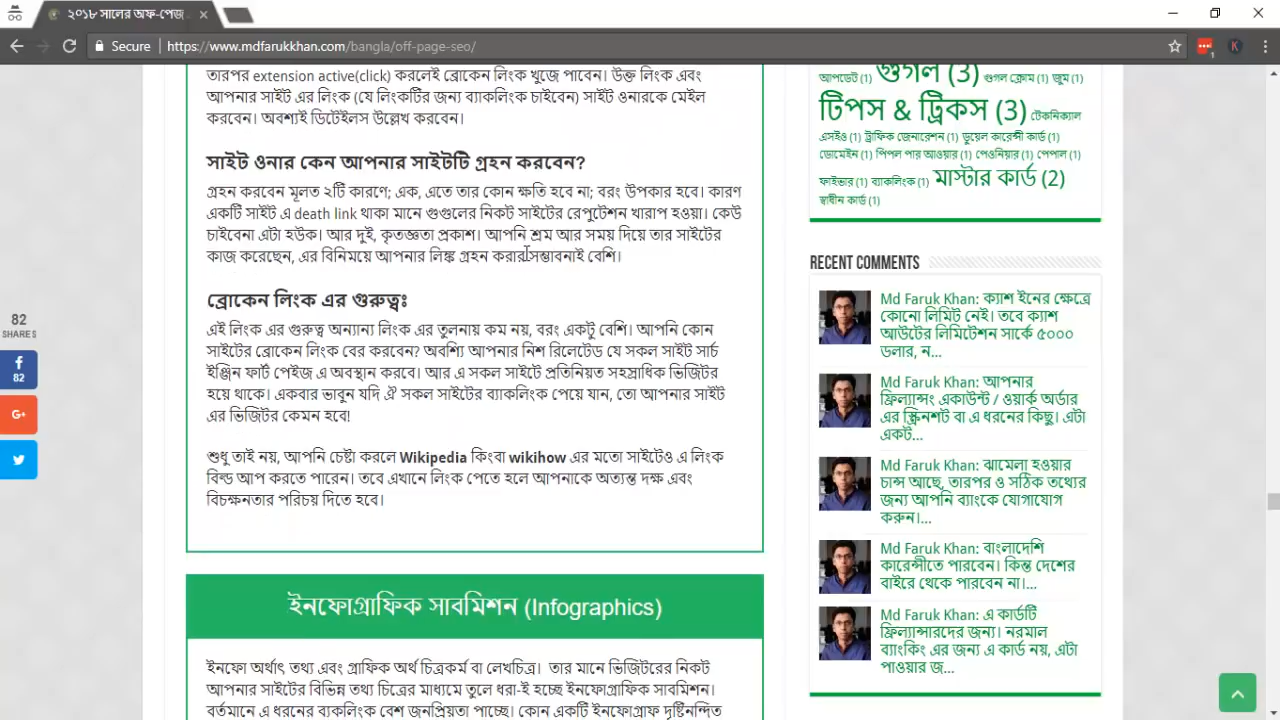 ২০১৮ সালের অফ-পেজ
Secure
https://www.mdfarukkhan.com/bangla/off-page-seo/
তারপর extension active(click) করলেই ব্রোকেন লিংক খুজে পাবেন। উক্ত লিংক এবং
আপনার সাইট এর লিংক (যে লিংকটির জন্য ব্যাকলিংক চাইবেন) সাইট ওনারকে মেইল
করবেন। অবশ্যই ডিটেইলস উল্লেখ করবেন।
সাইট ওনার কেন আপনার সাইটটি গ্রহন করবেন?
গ্রহন করবেন মূলত ২টি কারণে; এক, এতে তার কোন ক্ষতি হবে না; বরং উপকার হবে। কারণ
একটি সাইট এ death link থাকা মানে গুগুলের নিকট সাইটের রেপুটেশন খারাপ হওয়া। কেউ
চাইবেনা এটা হউক। আর দুই, কৃতজ্ঞতা প্রকাশ। আপনি শ্রম আর সময় দিয়ে তার সাইটের
কাজ করেছেন, এর বিনিময়ে আপনার লিঙ্ক গ্রহন করার সম্ভাবনাই বেশি।
ব্রোকেন লিংক এর গুরুত্বঃ
এই লিংক এর গুরুত্ব অন্যান্য লিংক এর তুলনায় কম নয়, বরং একটু বেশি। আপনি কোন
সাইটের ব্রোকেন লিংক বের করবেন? অবশ্যি আপনার নিশ রিলেটেড যে সকল সাইট সার্চ
ইঞ্জিন ফার্স্ট পেইজ এ অবস্থান করবে। আর এ সকল সাইটে প্রতিনিয়ত সহস্রাধিক ভিজিটর
হয়ে থাকে। একবার ভাবুন যদি ঐ সকল সাইটের ব্যাকলিংক পেয়ে যান, তো আপনার সাইট
এর ভিজিটর কেমন হবে!
শুধু তাই নয়, আপনি চেষ্টা করলে Wikipedia কিংবা wikihow এর মতো সাইটেও এ লিংক
বিল্ড আপ করতে পারেন। তবে এখানে লিংক পেতে হলে আপনাকে অত্যন্ত দক্ষ এবং
বিচক্ষনতার পরিচয় দিতে হবে।
ইনফোগ্রাফিক সাবমিশন (Infographics)
ইনফো অর্থাৎ তথ্য এবং গ্রাফিক অর্থ চিত্রকর্ম বা লেখচিত্র। তার মানে ভিজিটরের নিকট
আপনার সাইটের বিভিন্ন তথ্য চিত্রের মাধ্যমে তুলে ধরা-ই হচ্ছে ইনফোগ্রাফিক সাবমিশন।
বর্তমানে এ ধরনের ব্যকলিংক বেশ জনপ্রিয়তা পাচ্ছে। কোন একটি ইনফোগ্রাফ দৃষ্টিনন্দিত
82
SHARES
82
আপডেট (1) গুগল (3) গুগল ক্রোম (1) জুম (1)
টিপস & ট্রিকস (3) টেকনিক্যাল
এসইও (1) ট্রাফিক জেনারেশন (1) ডুয়েল কারেন্সী কার্ড (1)
ডোমেইন (1) পিপল পার আওয়ার (1) পেওনিয়ার (1) পেপাল (1)
ফাইভার (1) ব্যাকলিংক (1) মাস্টার কার্ড (2)
স্বাধীন কার্ড (1)
RECENT COMMENTS
Md Faruk Khan: ক্যাশ ইনের ক্ষেত্রে
কোনো লিমিট নেই। তবে ক্যাশ
আউটের লিমিটেশন সার্কে ৫০০০
ডলার, ন...
Md Faruk Khan: আপনার
ফ্রিল্যান্সং একাউন্ট / ওয়ার্ক অর্ডার
এর স্ক্রিনশট বা এ ধরনের কিছু। এটা
একট...
Md Faruk Khan: ঝামেলা হওয়ার
চান্স আছে, তারপর ও সঠিক তথ্যের
জন্য আপনি ব্যাংকে যোগাযোগ
করুন।...
Md Faruk Khan: বাংলাদেশি
কারেন্সীতে পারবেন। কিন্ত দেশের
বাইরে থেকে পারবেন না।...
Md Faruk Khan: এ কার্ডটি
ফ্রিল্যান্সারদের জন্য। নরমাল
ব্যাংকিং এর জন্য এ কার্ড নয়, এটা
পাওয়ার জ...